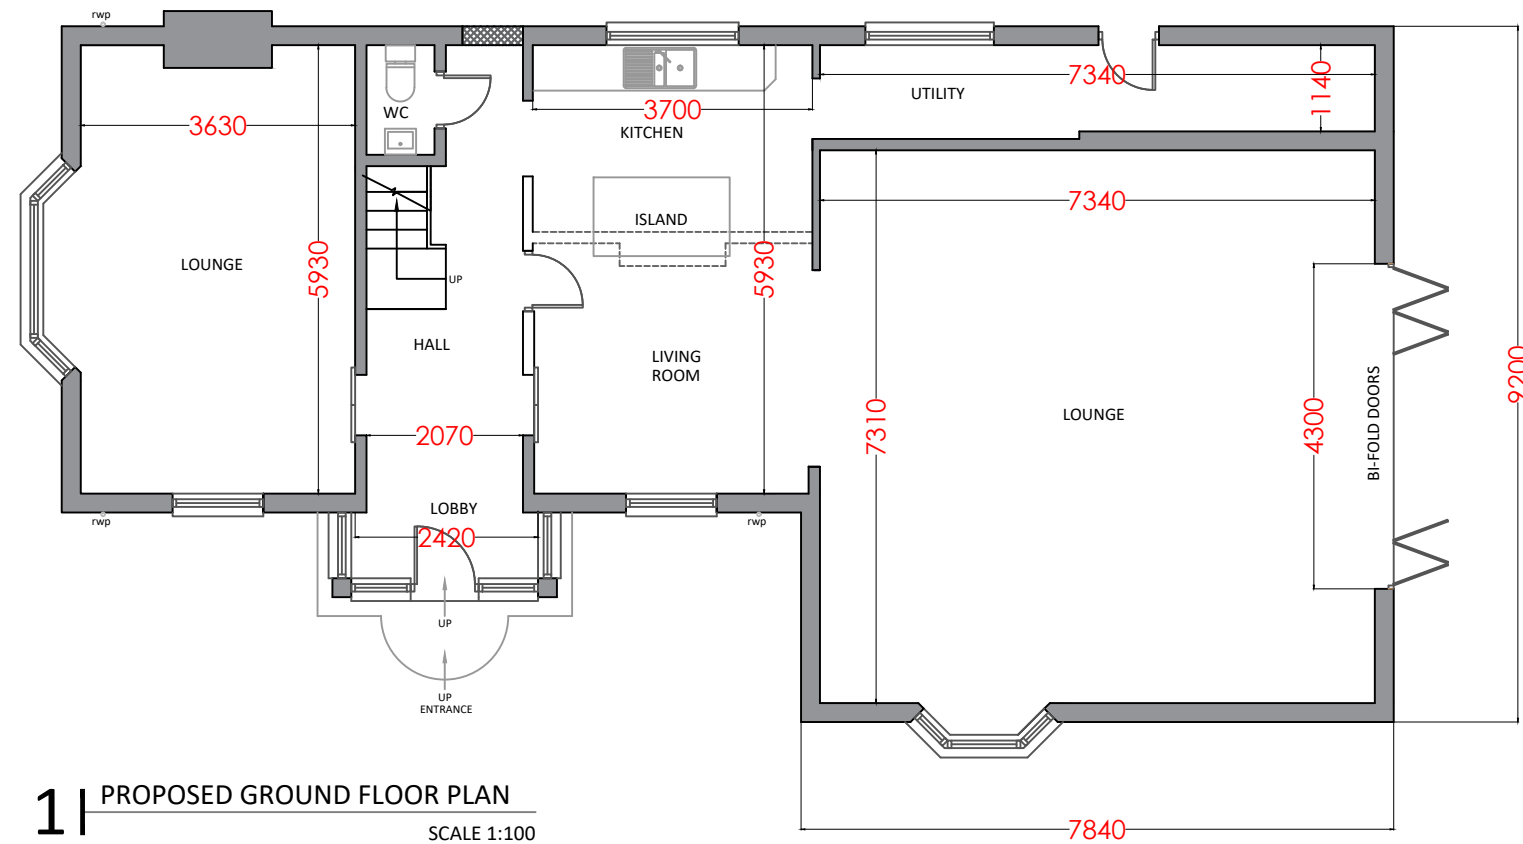 rwp
7340
1140
UTILITY
3700
WC
KITCHEN
3630
7340
ISLAND
LOUNGE
5930
5930
UP
HALL
LIVING
ROOM
9200
BI-FOLD DOORS
4300
LOUNGE
7310
2070
LOBBY
rwp
rwp
2420
UP
UP
ENTRANCE
1
PROPOSED GROUND FLOOR PLAN
SCALE 1:100
7840